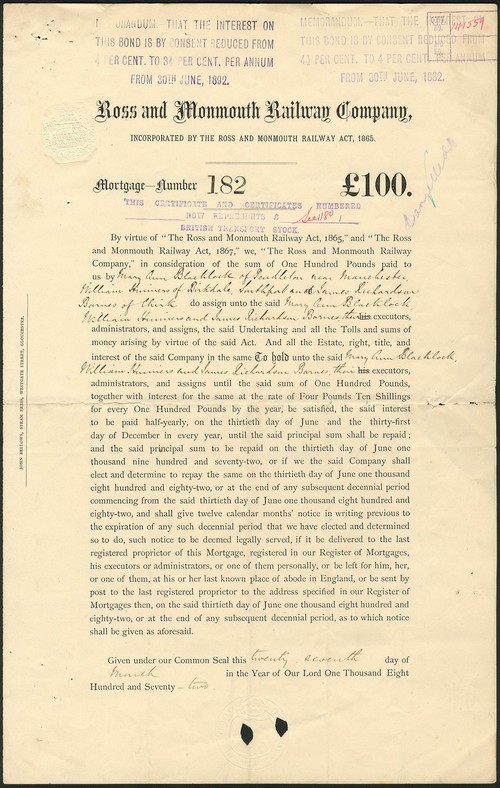 MEMORANDUM.—THAT THE INTEREST ON
THIS BOND IS BY CONSENT REDUCED FROM
4 PER CENT. TO 3¾ PER CENT. PER ANNUM
FROM 30TH JUNE, 1892.
MEMORANDUM.—THAT THE INTEREST
THIS BOND IS BY CONSENT REDUCED FROM
4½ PER CENT. TO 4 PER CENT. PER ANNUM
FROM 30TH JUNE, 1882.
Ross and Monmouth Railway Company,
INCORPORATED BY THE ROSS AND MONMOUTH RAILWAY ACT, 1865.
Mortgage—Number 182 £100.
THIS CERTIFICATE AND CERTIFICATES NUMBERED
NOW REPRESENTS £
BRITISH TRANSPORT STOCK.
By virtue of "The Ross and Monmouth Railway Act, 1865," and "The Ross
and Monmouth Railway Act, 1867," we, "The Ross and Monmouth Railway
Company," in consideration of the sum of One Hundred Pounds paid to
us by Mary Ann Blacklock of Pendleton near Manchester
William Hunners of Birkdale, Southport and James Richardson
Barnes of do assign unto the said Mary Ann Blacklock
William Hunners and James Richardson Barnes their his executors,
administrators, and assigns, the said Undertaking and all the Tolls and sums of
money arising by virtue of the said Act. And all the Estate, right, title, and
interest of the said Company in the same To hold unto the said Mary Ann Blacklock
William Hunners and James Richardson Barnes their his executors,
administrators, and assigns until the said sum of One Hundred Pounds,
together with interest for the same at the rate of Four Pounds Ten Shillings
for every One Hundred Pounds by the year, be satisfied, the said interest
to be paid half-yearly, on the thirtieth day of June and the thirty-first
day of December in every year, until the said principal sum shall be repaid;
and the said principal sum to be repaid on the thirtieth day of June one
thousand nine hundred and seventy-two, or if we the said Company shall
elect and determine to repay the same on the thirtieth day of June one thousand
eight hundred and eighty-two, or at the end of any subsequent decennial period
commencing from the said thirtieth day of June one thousand eight hundred and
eighty-two, and shall give twelve calendar months' notice in writing previous to
the expiration of any such decennial period that we have elected and determined
so to do, such notice to be deemed legally served, if it be delivered to the last
registered proprietor of this Mortgage, registered in our Register of Mortgages,
his executors or administrators, or one of them personally, or be left for him, her,
or one of them, at his or her last known place of abode in England, or be sent by
post to the last registered proprietor to the address specified in our Register of
Mortgages then, on the said thirtieth day of June one thousand eight hundred and
eighty-two, or at the end of any subsequent decennial period, as to which notice
shall be given as aforesaid.
Given under our Common Seal this twenty seventh day of
March in the Year of Our Lord One Thousand Eight
Hundred and Seventy—two.
JOHN BELLOWS, STEAM PRESS, WESTGATE STREET, GLOUCESTER.